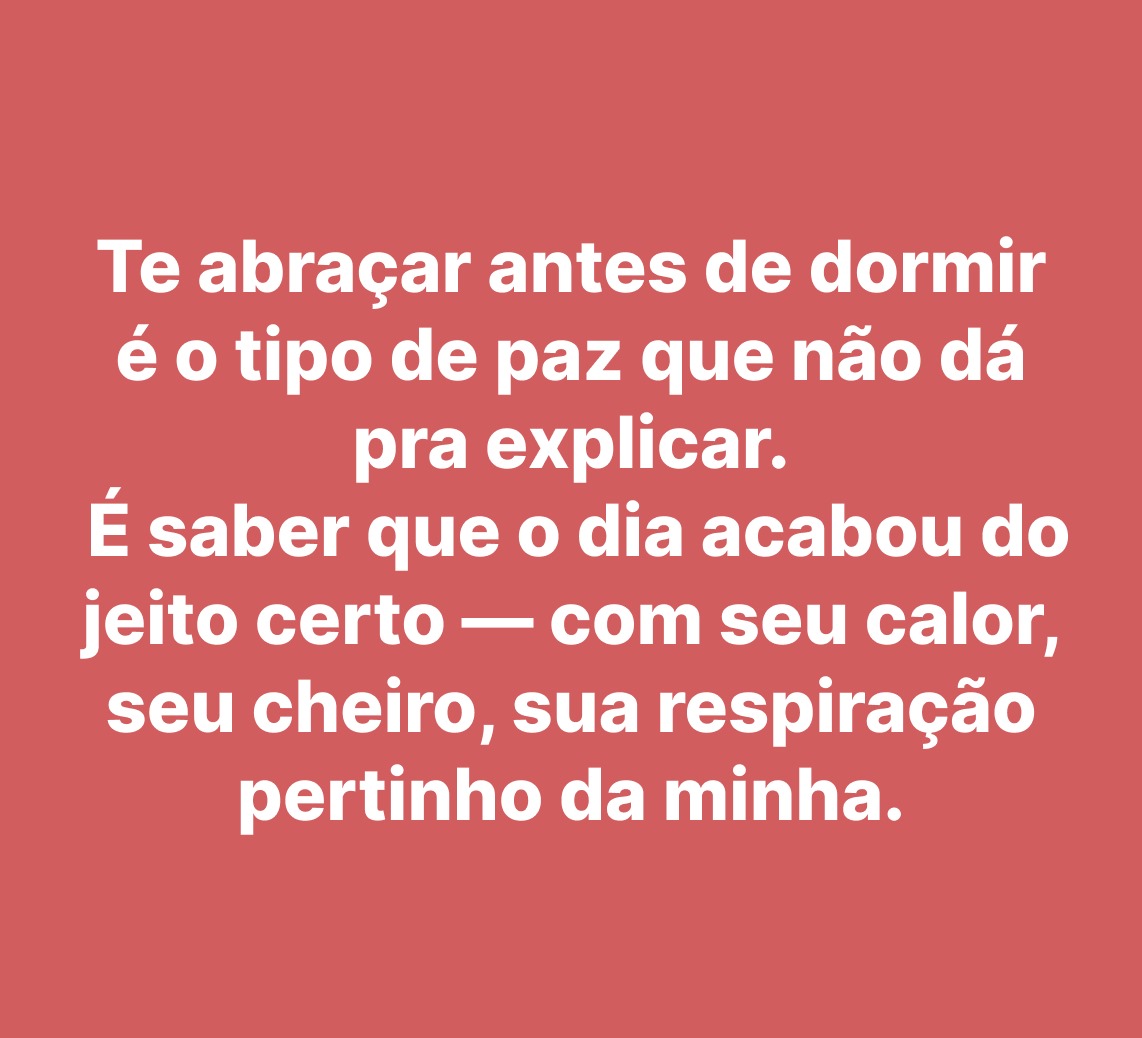 Te abraçar antes de dormir
é o tipo de paz que não dá
pra explicar.
É saber que o dia acabou do
jeito certo — com seu calor,
seu cheiro, sua respiração
pertinho da minha.